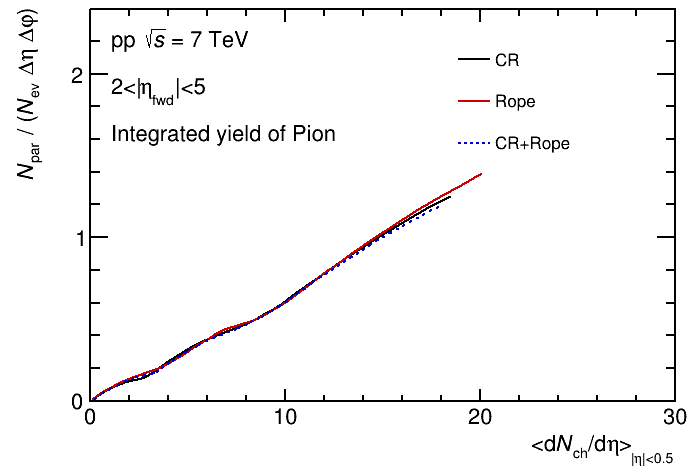 pp √s = 7 TeV
2<|η_fwd|<5
Integrated yield of Pion
CR
Rope
CR+Rope
N_par / (N_ev Δη Δφ)
2
1
0
0 10 20 30
<dN_ch/dη>_|η|<0.5